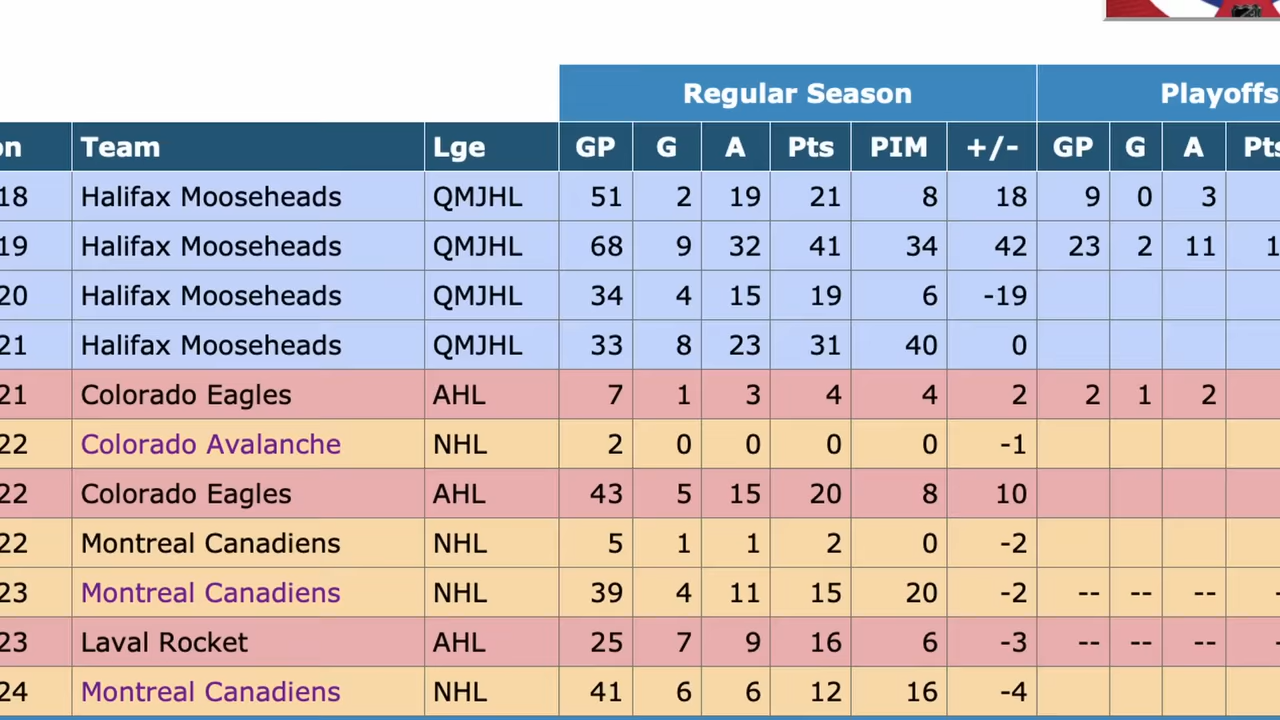 Regular Season Playoffs
on Team Lge GP G A Pts PIM +/- GP G A Pts
18 Halifax Mooseheads QMJHL 51 2 19 21 8 18 9 0 3
19 Halifax Mooseheads QMJHL 68 9 32 41 34 42 23 2 11 1
20 Halifax Mooseheads QMJHL 34 4 15 19 6 -19
21 Halifax Mooseheads QMJHL 33 8 23 31 40 0
21 Colorado Eagles AHL 7 1 3 4 4 2 2 1 2
22 Colorado Avalanche NHL 2 0 0 0 0 -1
22 Colorado Eagles AHL 43 5 15 20 8 10
22 Montreal Canadiens NHL 5 1 1 2 0 -2
23 Montreal Canadiens NHL 39 4 11 15 20 -2 -- -- -- -
23 Laval Rocket AHL 25 7 9 16 6 -3 -- -- -- -
24 Montreal Canadiens NHL 41 6 6 12 16 -4